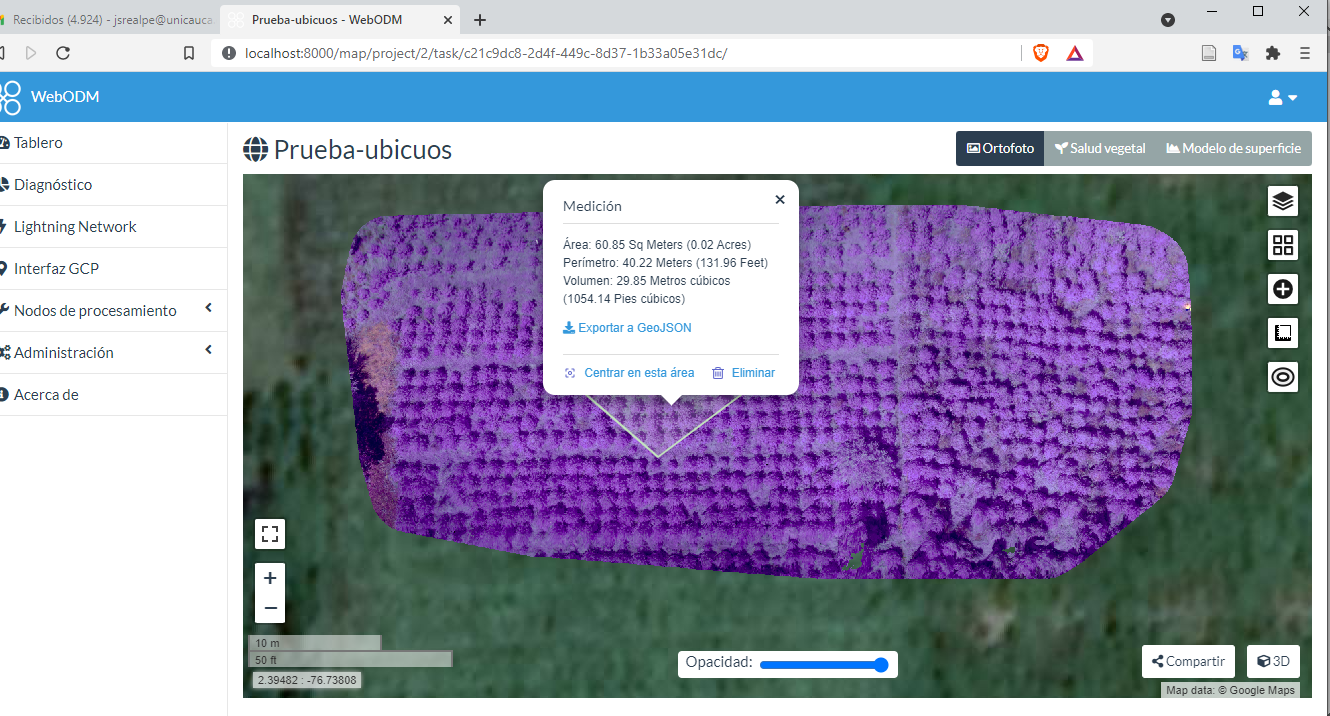 Recibidos (4.924) - jsrealpe@unicauca
Prueba-ubicuos - WebODM
localhost:8000/map/project/2/task/c21c9dc8-2d4f-449c-8d37-1b33a05e31dc/
WebODM
Tablero
Diagnóstico
Lightning Network
Interfaz GCP
Nodos de procesamiento
Administración
Acerca de
Prueba-ubicuos
Ortofoto
Salud vegetal
Modelo de superficie
Medición
Área: 60.85 Sq Meters (0.02 Acres)
Perímetro: 40.22 Meters (131.96 Feet)
Volumen: 29.85 Metros cúbicos
(1054.14 Pies cúbicos)
Exportar a GeoJSON
Centrar en esta área
Eliminar
+
−
10 m
50 ft
2.39482 : -76.73808
Opacidad:
Compartir
3D
Map data: © Google Maps